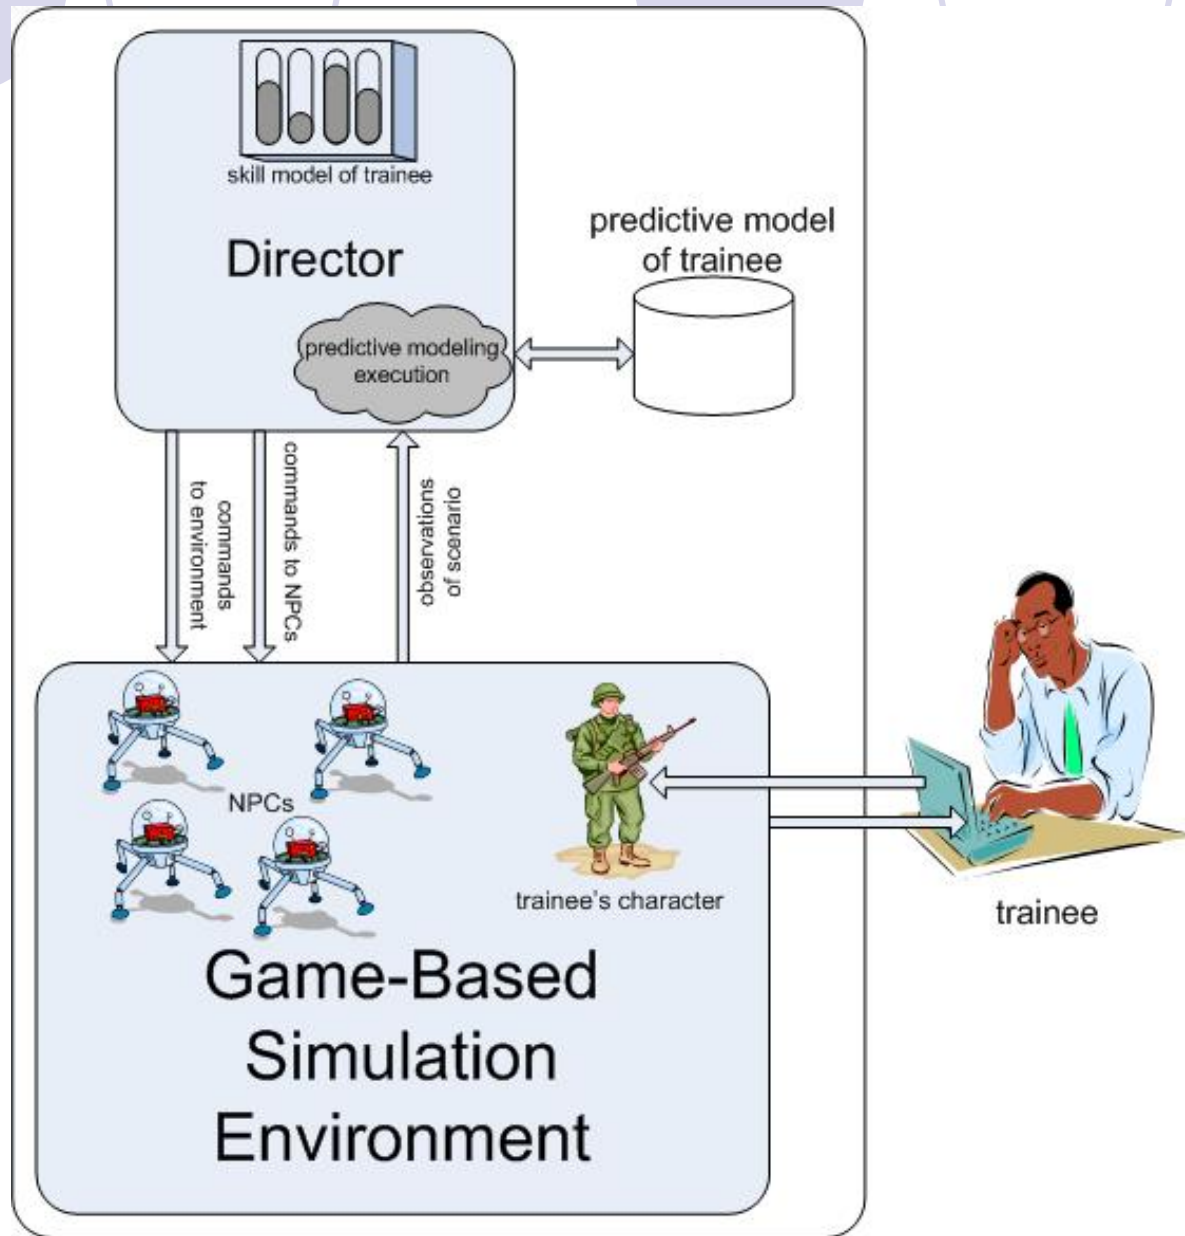 skill model of trainee
Director
predictive modeling
execution
predictive model
of trainee
commands
to environment
commands to NPCs
observations
of scenario
NPCs
trainee's character
trainee
Game-Based
Simulation
Environment